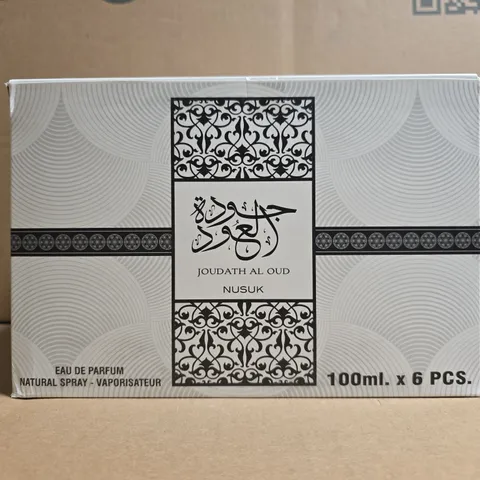 جودة
العود
JOUDATH AL OUD
NUSUK
EAU DE PARFUM
NATURAL SPRAY - VAPORISATEUR
100ml. x 6 PCS.